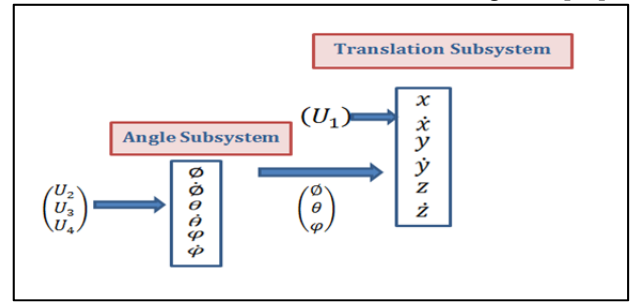 Translation Subsystem
(U₁)
x
ẋ
y
ẏ
z
ż
Angle Subsystem
(U₂
U₃
U₄)
ø
ø̇
θ
θ̇
φ
φ̇
(ø
θ
φ)